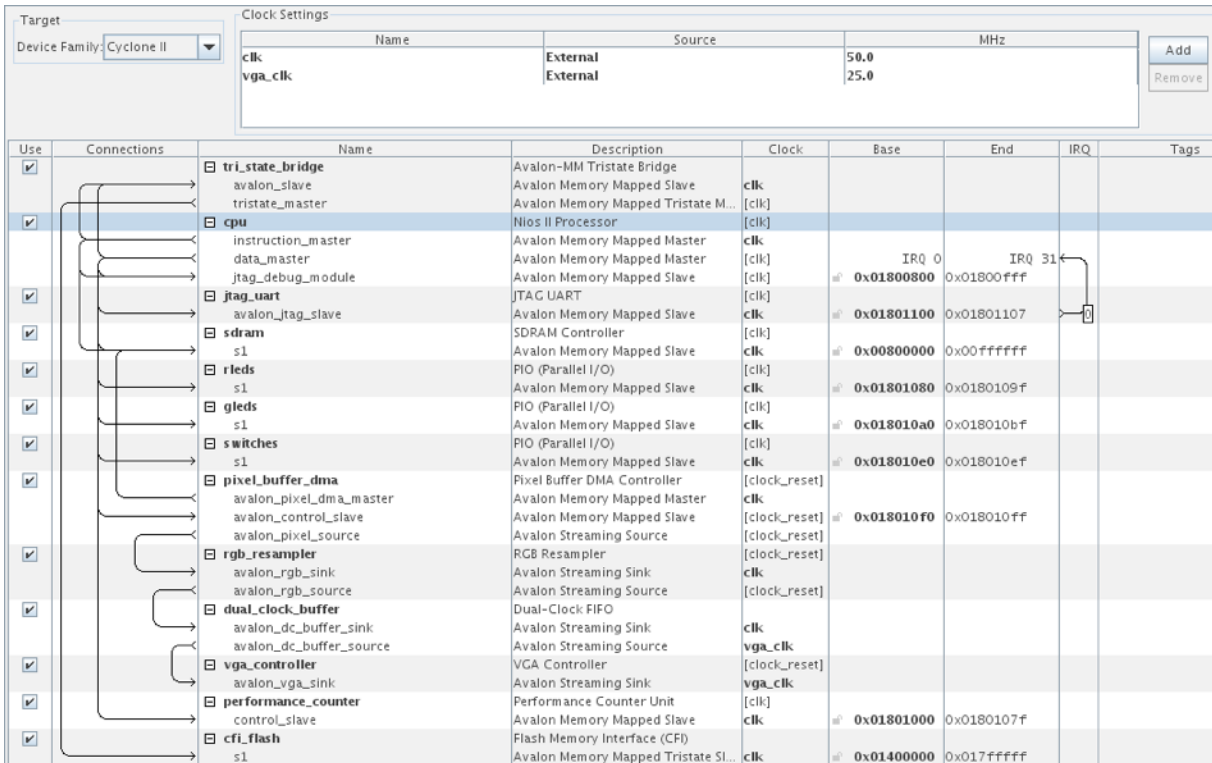 Target
Clock Settings
Device Family: Cyclone II
Name Source MHz
clk External 50.0
vga_clk External 25.0
Add
Remove
Use Connections Name Description Clock Base End IRQ Tags
tri_state_bridge Avalon-MM Tristate Bridge
avalon_slave Avalon Memory Mapped Slave clk
tristate_master Avalon Memory Mapped Tristate M... [clk]
cpu Nios II Processor [clk]
instruction_master Avalon Memory Mapped Master clk
data_master Avalon Memory Mapped Master [clk] IRQ 0 IRQ 31
jtag_debug_module Avalon Memory Mapped Slave [clk] 0x01800800 0x01800fff
jtag_uart JTAG UART [clk]
avalon_jtag_slave Avalon Memory Mapped Slave clk 0x01801100 0x01801107 0
sdram SDRAM Controller [clk]
s1 Avalon Memory Mapped Slave clk 0x00800000 0x00ffffff
rleds PIO (Parallel I/O) [clk]
s1 Avalon Memory Mapped Slave clk 0x01801080 0x0180109f
gleds PIO (Parallel I/O) [clk]
s1 Avalon Memory Mapped Slave clk 0x018010a0 0x018010bf
switches PIO (Parallel I/O) [clk]
s1 Avalon Memory Mapped Slave clk 0x018010e0 0x018010ef
pixel_buffer_dma Pixel Buffer DMA Controller [clock_reset]
avalon_pixel_dma_master Avalon Memory Mapped Master clk
avalon_control_slave Avalon Memory Mapped Slave [clock_reset] 0x018010f0 0x018010ff
avalon_pixel_source Avalon Streaming Source [clock_reset]
rgb_resampler RGB Resampler [clock_reset]
avalon_rgb_sink Avalon Streaming Sink clk
avalon_rgb_source Avalon Streaming Source [clock_reset]
dual_clock_buffer Dual-Clock FIFO
avalon_dc_buffer_sink Avalon Streaming Sink clk
avalon_dc_buffer_source Avalon Streaming Source vga_clk
vga_controller VGA Controller [clock_reset]
avalon_vga_sink Avalon Streaming Sink vga_clk
performance_counter Performance Counter Unit [clk]
control_slave Avalon Memory Mapped Slave clk 0x01801000 0x0180107f
cfi_flash Flash Memory Interface (CFI)
s1 Avalon Memory Mapped Tristate Sl... clk 0x01400000 0x017fffff